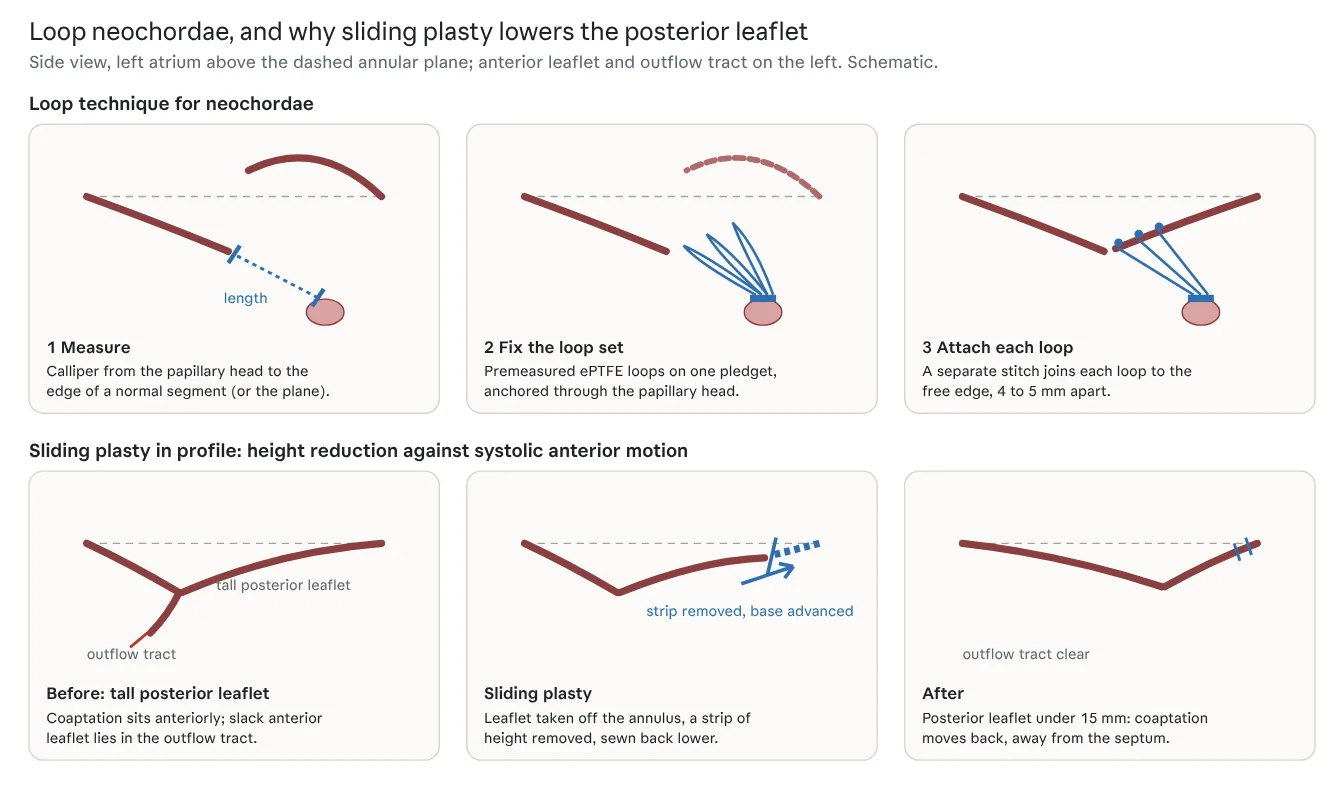 Loop neochordae, and why sliding plasty lowers the posterior leaflet
Side view, left atrium above the dashed annular plane; anterior leaflet and outflow tract on the left. Schematic.
Loop technique for neochordae
length
1 Measure
Calliper from the papillary head to the
edge of a normal segment (or the plane).
2 Fix the loop set
Premeasured ePTFE loops on one pledget,
anchored through the papillary head.
3 Attach each loop
A separate stitch joins each loop to the
free edge, 4 to 5 mm apart.
Sliding plasty in profile: height reduction against systolic anterior motion
tall posterior leaflet
outflow tract
Before: tall posterior leaflet
Coaptation sits anteriorly; slack anterior
leaflet lies in the outflow tract.
strip removed, base advanced
Sliding plasty
Leaflet taken off the annulus, a strip of
height removed, sewn back lower.
outflow tract clear
After
Posterior leaflet under 15 mm: coaptation
moves back, away from the septum.